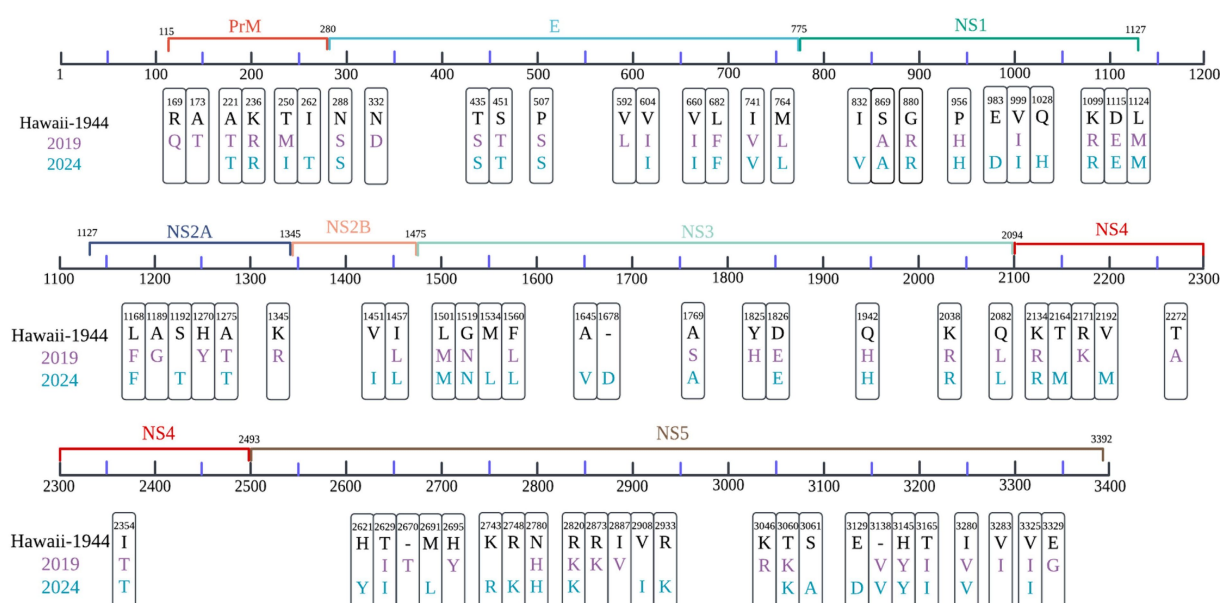 PrM E NS1
115 280 775 1127
1 100 200 300 400 500 600 700 800 900 1000 1100 1200
169 173 221 236 250 262 288 332 435 451 507 592 604 660 682 741 764 832 869 880 956 983 999 1028 1099 1115 1124
Hawaii-1944 R A A K T I N N T S P V V V L I M I S G P E V Q K D L
2019 Q T T R M S D S T S L I I F V L A R H I R E M
2024 T R I T S S T S I I F V L V A R H D I H R E M
NS2A NS2B NS3 NS4
1127 1345 1475 2094
1100 1200 1300 1400 1500 1600 1700 1800 1900 2000 2100 2200 2300
1168 1189 1192 1270 1275 1345 1451 1457 1501 1519 1534 1560 1645 1678 1769 1825 1826 1942 2038 2082 2134 2164 2171 2192 2272
Hawaii-1944 L A S H A K V I L G M F A - A Y D Q K Q K T T V T
2019 F G Y T R L M N L S H E H R L R R K A
2024 F T T I L M N L L V D A E H R L R M M
NS4 NS5
2493 3392
2300 2400 2500 2600 2700 2800 2900 3000 3100 3200 3300 3400
2354 2621 2629 2670 2691 2695 2743 2748 2780 2820 2873 2887 2908 2933 3046 3060 3061 3129 3138 3145 3165 3280 3283 3325 3329
Hawaii-1944 I H T - M H K R N R R I V R K T S E - H T I V V E
2019 T I T Y H K K V R K V Y I V I I G
2024 T Y I L R K H K I K K A D V Y I V I